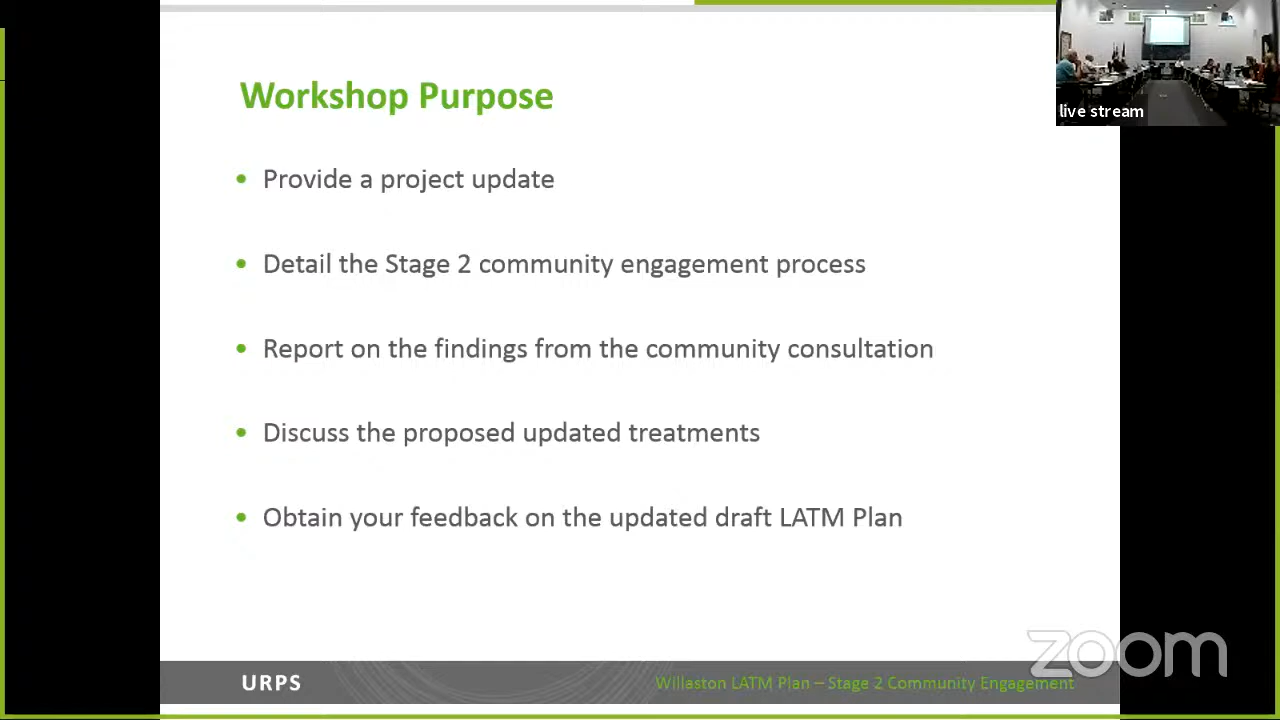 Workshop Purpose
live stream
Provide a project update
Detail the Stage 2 community engagement process
Report on the findings from the community consultation
Discuss the proposed updated treatments
Obtain your feedback on the updated draft LATM Plan
zoom
URPS
Willaston LATM Plan – Stage 2 Community Engagement